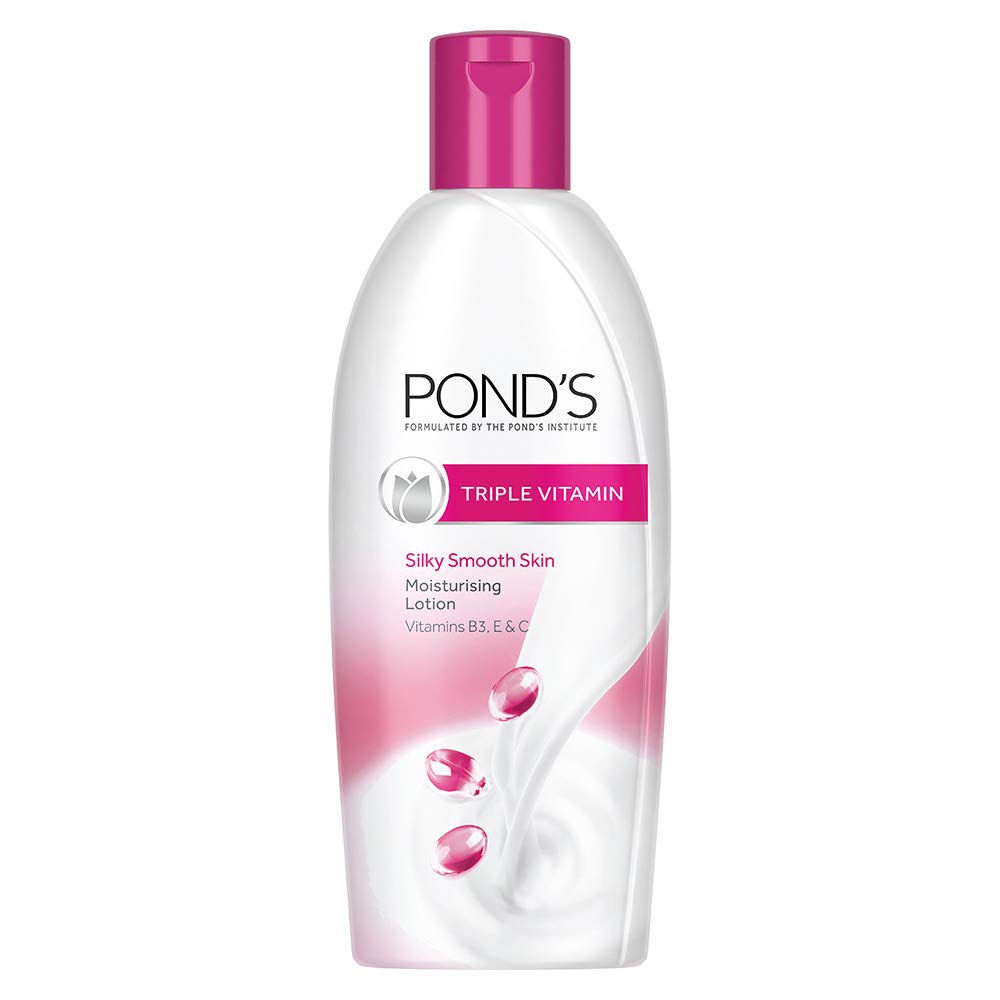 POND'S
FORMULATED BY THE POND'S INSTITUTE
TRIPLE VITAMIN
Silky Smooth Skin
Moisturising
Lotion
Vitamins B3, E & C